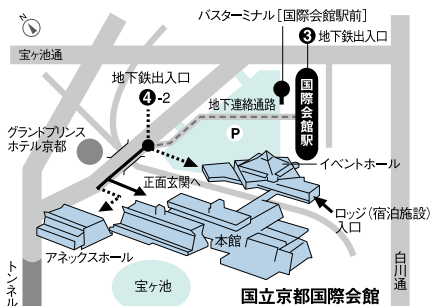 N
バスターミナル［国際会館駅前］
3 地下鉄出入口
宝ヶ池通
地下鉄出入口
4-2
地下連絡通路
国際会館駅
P
グランドプリンス
ホテル京都
イベントホール
正面玄関へ
ロッジ（宿泊施設）
入口
本館
アネックスホール
トンネル
宝ヶ池
白川通
国立京都国際会館